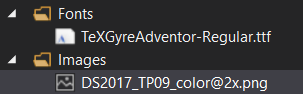 Fonts
TeXGyreAdventor-Regular.ttf
Images
DS2017_TP09_color@2x.png